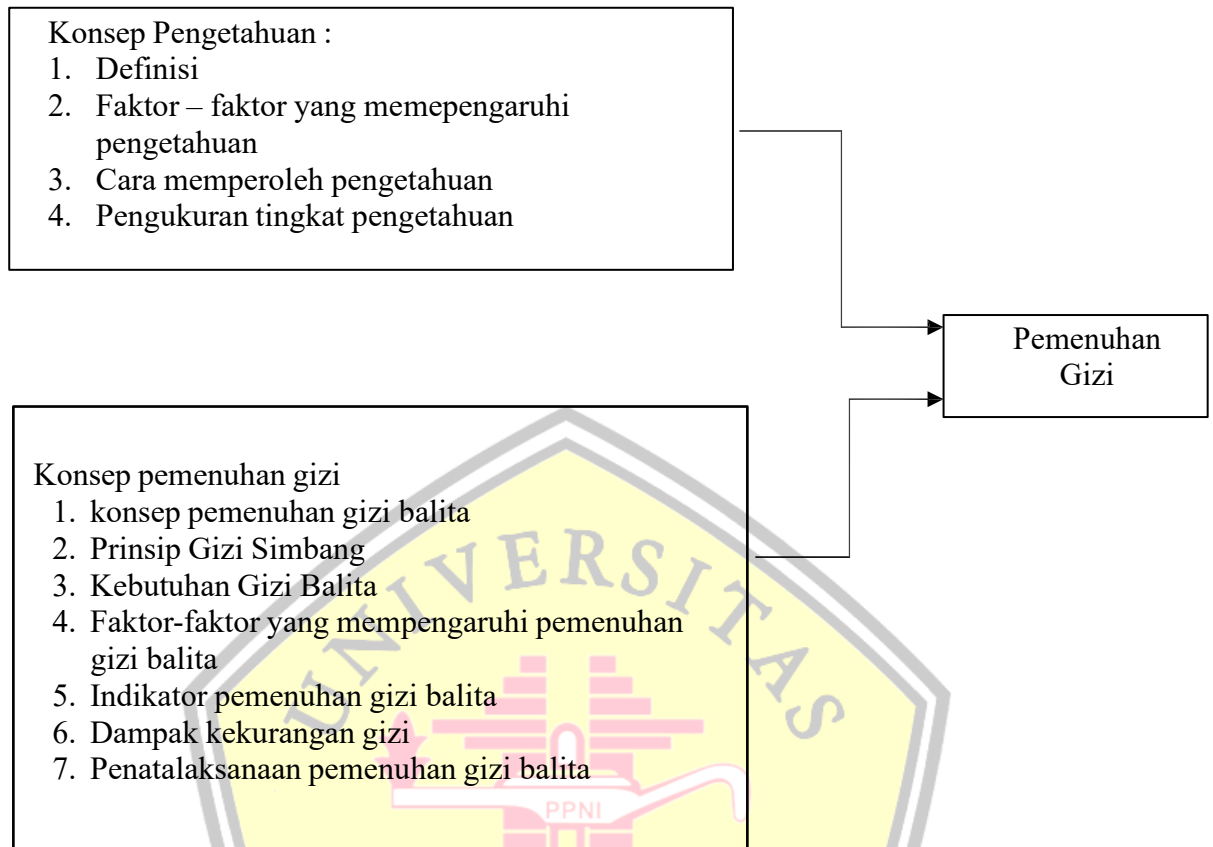 Konsep Pengetahuan :
1. Definisi
2. Faktor – faktor yang memepengaruhi
pengetahuan
3. Cara memperoleh pengetahuan
4. Pengukuran tingkat pengetahuan
Pemenuhan
Gizi
Konsep pemenuhan gizi
1. konsep pemenuhan gizi balita
2. Prinsip Gizi Simbang
3. Kebutuhan Gizi Balita
4. Faktor-faktor yang mempengaruhi pemenuhan
gizi balita
5. Indikator pemenuhan gizi balita
6. Dampak kekurangan gizi
7. Penatalaksanaan pemenuhan gizi balita
UNIVERSITAS
PPNI